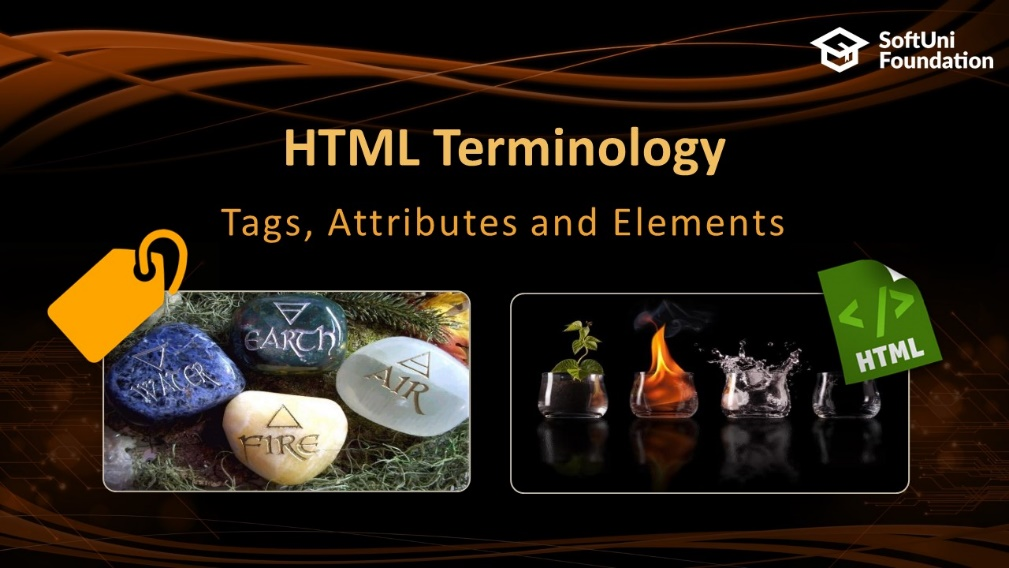 SoftUni
Foundation
HTML Terminology
Tags, Attributes and Elements
EARTH
WATER
AIR
FIRE
</>
HTML